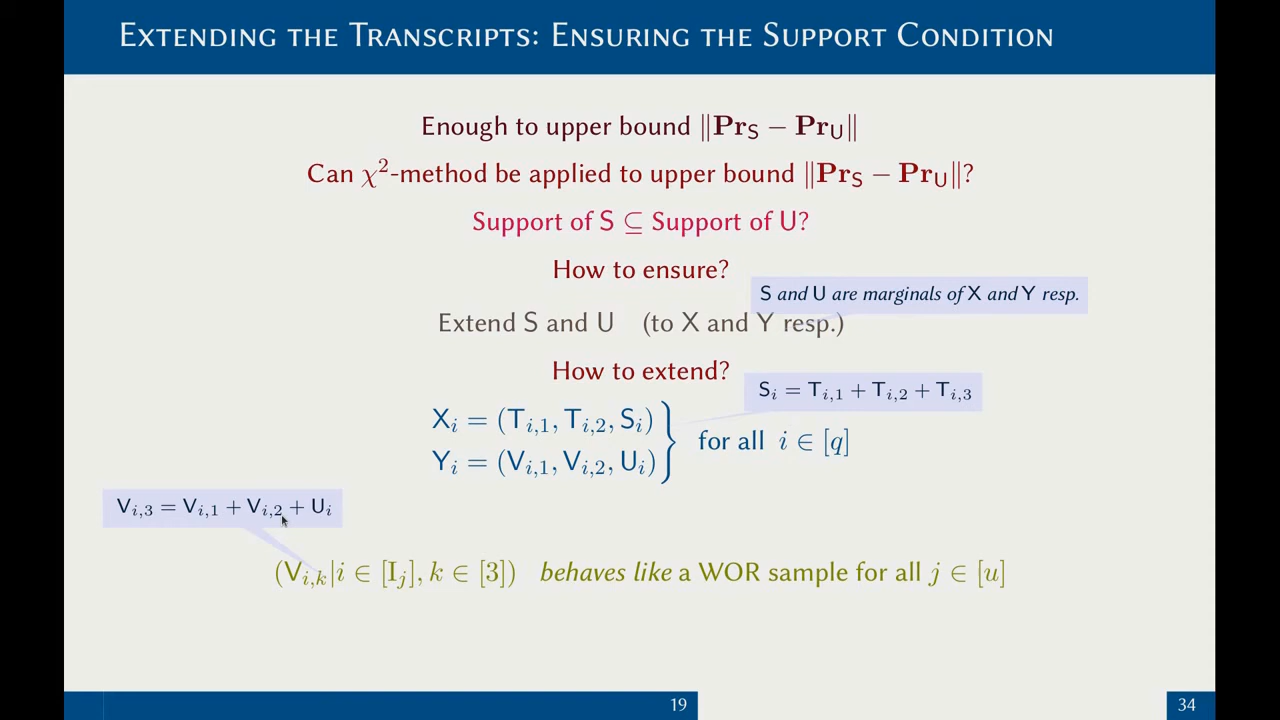 Extending the Transcripts: Ensuring the Support Condition
Enough to upper bound ‖Pr_S − Pr_U‖
Can χ²-method be applied to upper bound ‖Pr_S − Pr_U‖?
Support of S ⊆ Support of U?
How to ensure?
S and U are marginals of X and Y resp.
Extend S and U (to X and Y resp.)
How to extend?
S_i = T_{i,1} + T_{i,2} + T_{i,3}
X_i = (T_{i,1}, T_{i,2}, S_i)
Y_i = (V_{i,1}, V_{i,2}, U_i)
for all i ∈ [q]
V_{i,3} = V_{i,1} + V_{i,2} + U_i
(V_{i,k}|i ∈ [I_j], k ∈ [3]) behaves like a WOR sample for all j ∈ [u]
19
34